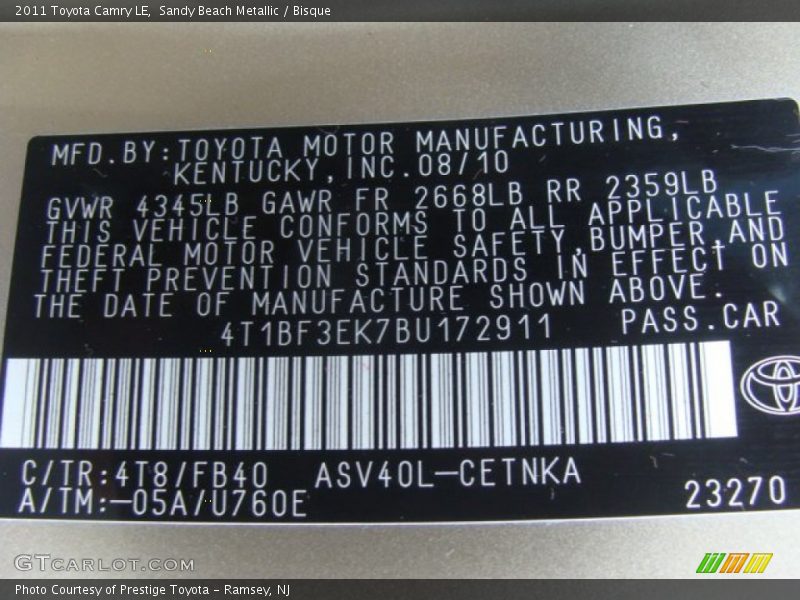 2011 Toyota Camry LE, Sandy Beach Metallic / Bisque
MFD.BY:TOYOTA MOTOR MANUFACTURING,
KENTUCKY,INC.08/10
GVWR 4345LB GAWR FR 2668LB RR 2359LB
THIS VEHICLE CONFORMS TO ALL APPLICABLE
FEDERAL MOTOR VEHICLE SAFETY,BUMPER,AND
THEFT PREVENTION STANDARDS IN EFFECT ON
THE DATE OF MANUFACTURE SHOWN ABOVE.
4T1BF3EK7BU172911 PASS.CAR
C/TR:4T8/FB40 ASV40L-CETNKA
A/TM:-05A/U760E
23270
GTCARLOT.COM
Photo Courtesy of Prestige Toyota - Ramsey, NJ